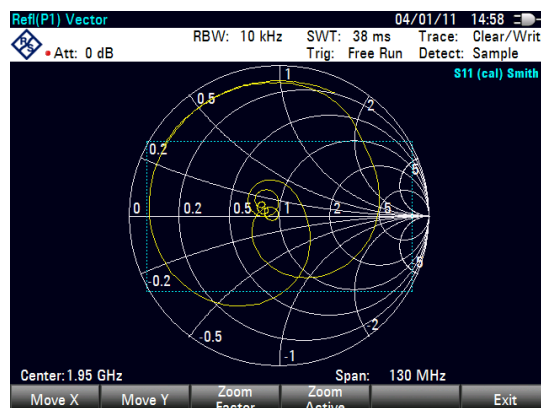 Refl(P1) Vector 04/01/11 14:58
RBW: 10 kHz SWT: 38 ms Trace: Clear/Writ
Att: 0 dB Trig: Free Run Detect: Sample
S11 (cal) Smith
1
0.5 2
0.2 5
0 0.2 0.5 1 2 5
-0.2 -5
-0.5 -2
-1
Center: 1.95 GHz Span: 130 MHz
Move X Move Y Zoom Factor Zoom Active Exit